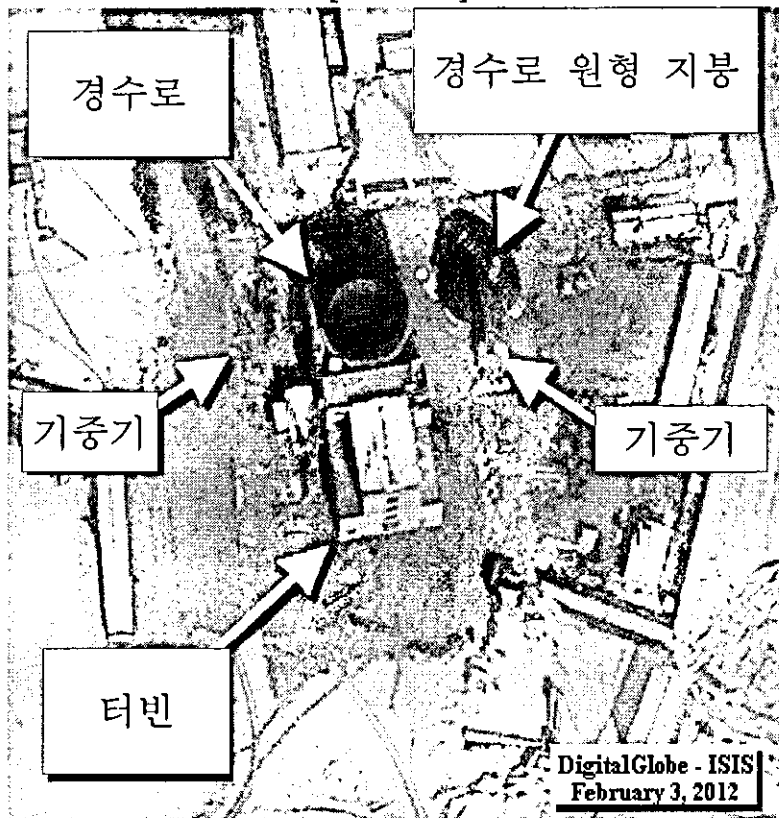 경수로
경수로 원형 지붕
기중기
기중기
터빈
DigitalGlobe - ISIS
February 3, 2012